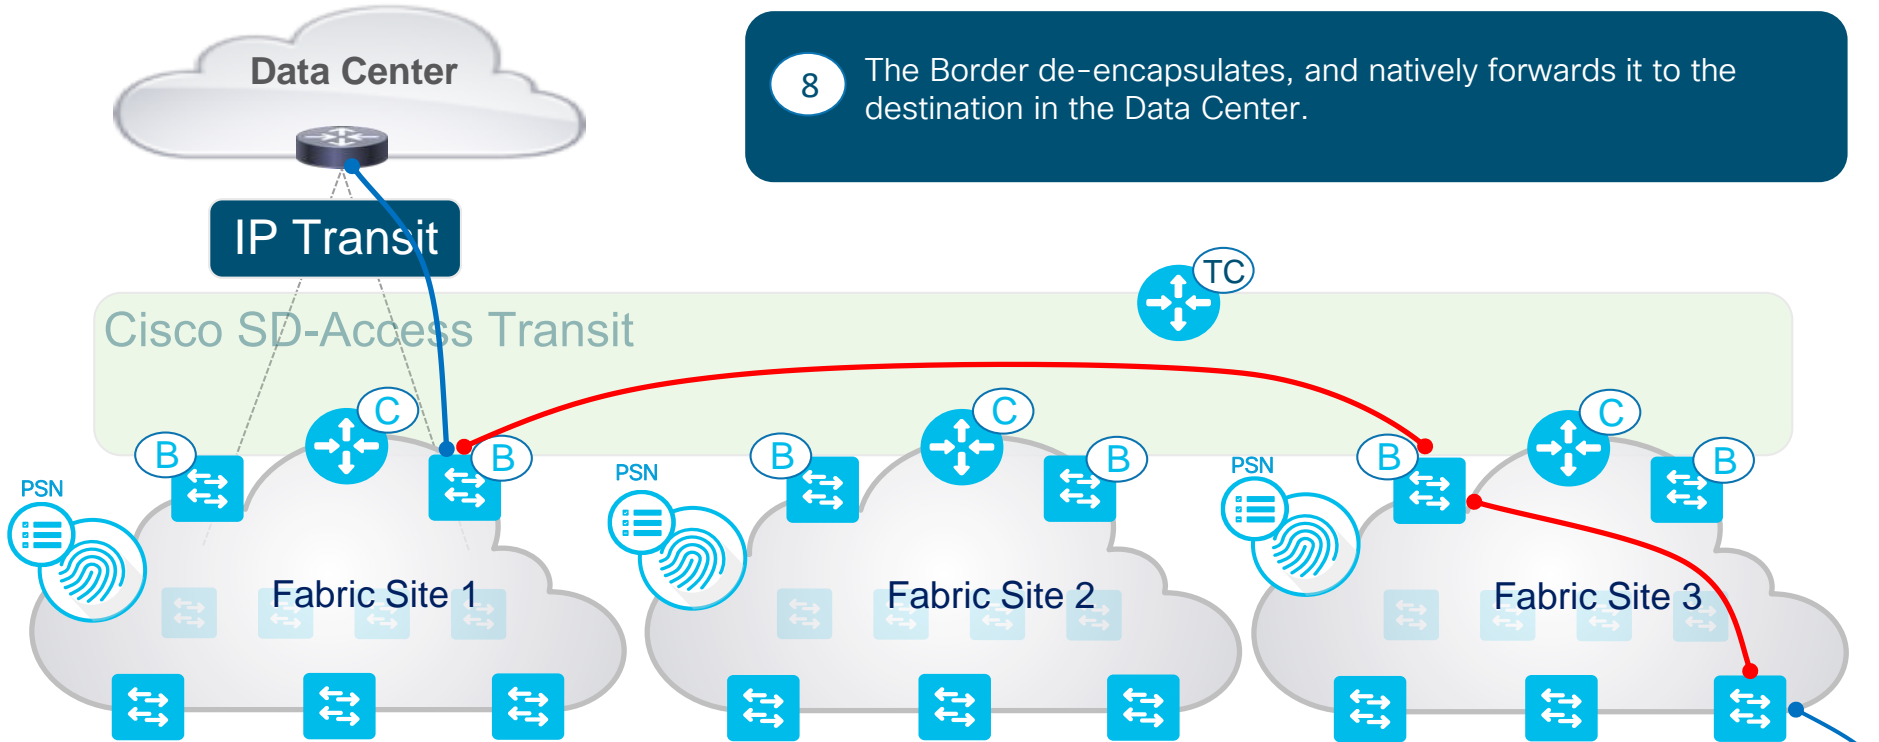 Data Center
8
The Border de-encapsulates, and natively forwards it to the
destination in the Data Center.
IP Transit
TC
Cisco SD-Access Transit
C
C
C
B
B
B
B
B
B
PSN
PSN
PSN
Fabric Site 1
Fabric Site 2
Fabric Site 3